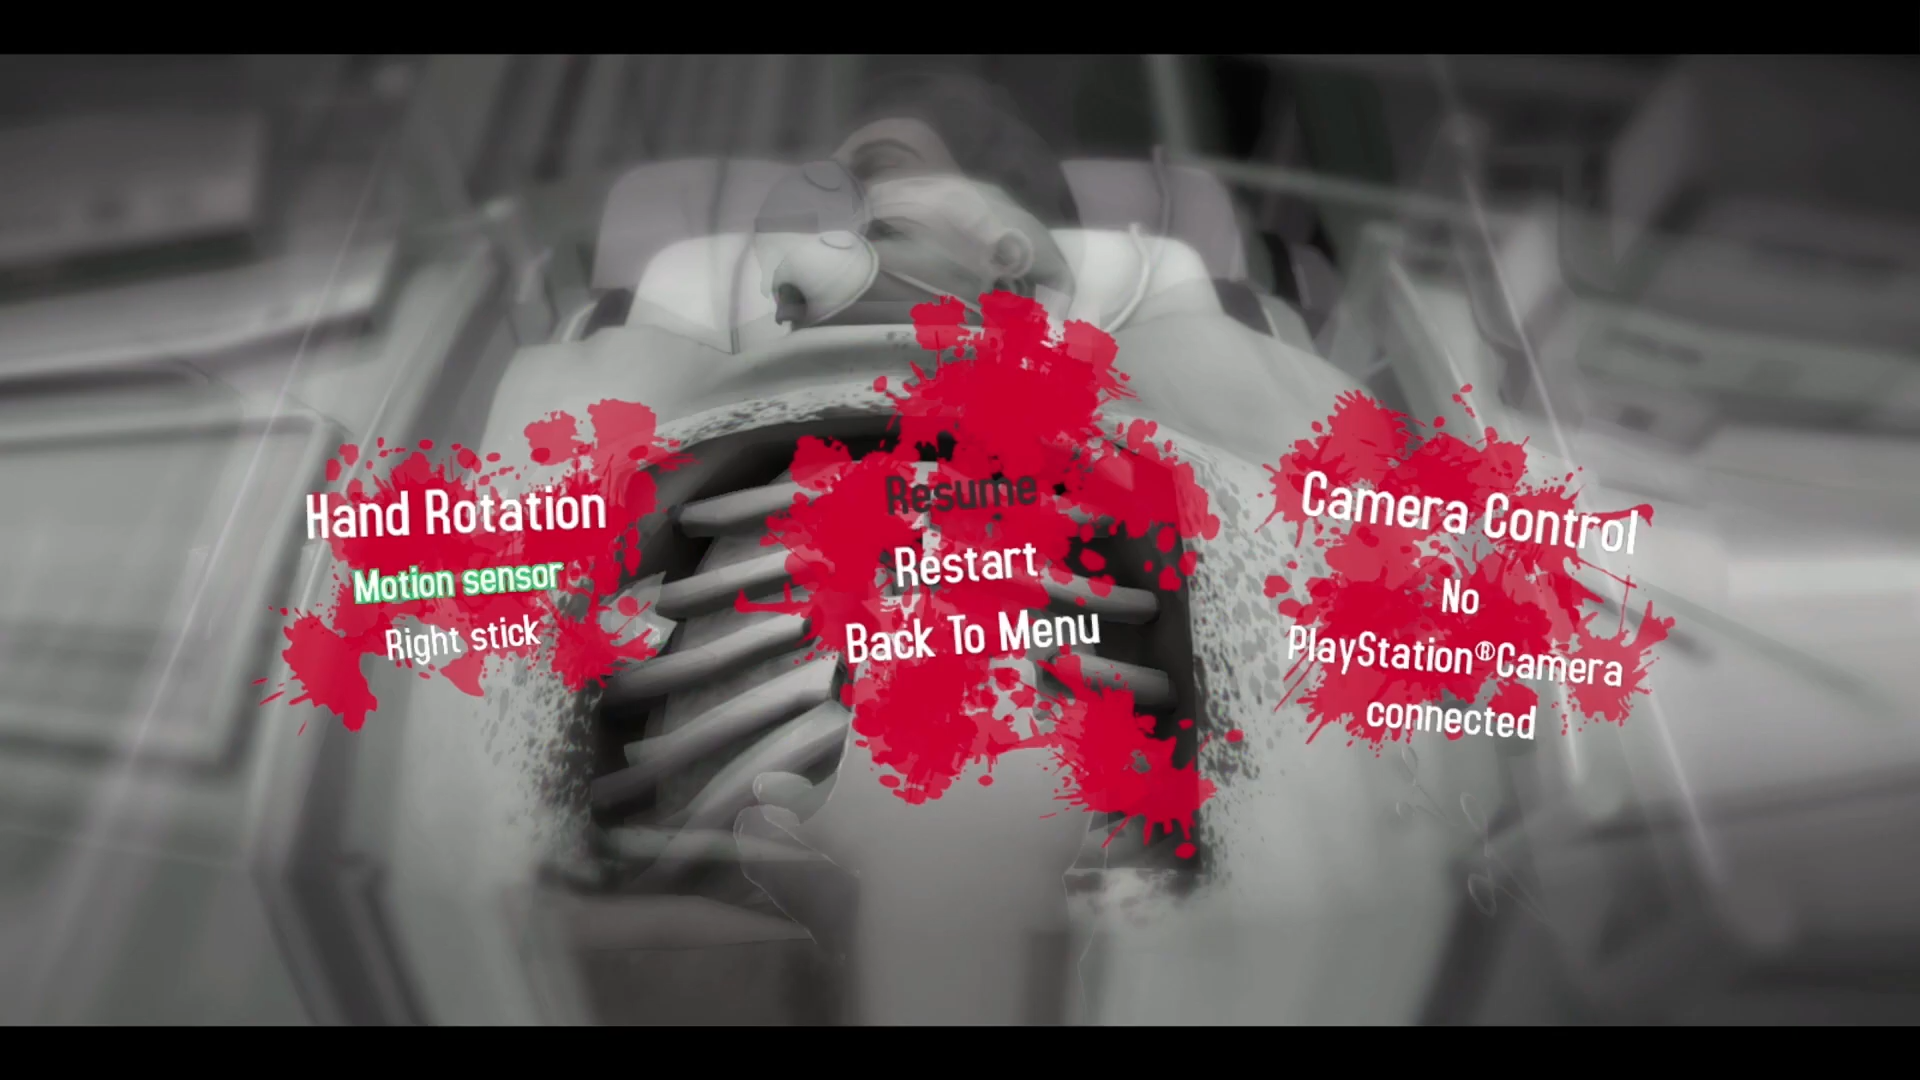 Hand Rotation
Motion sensor
Right stick
Resume
Restart
Back To Menu
Camera Control
No
PlayStation®Camera
connected